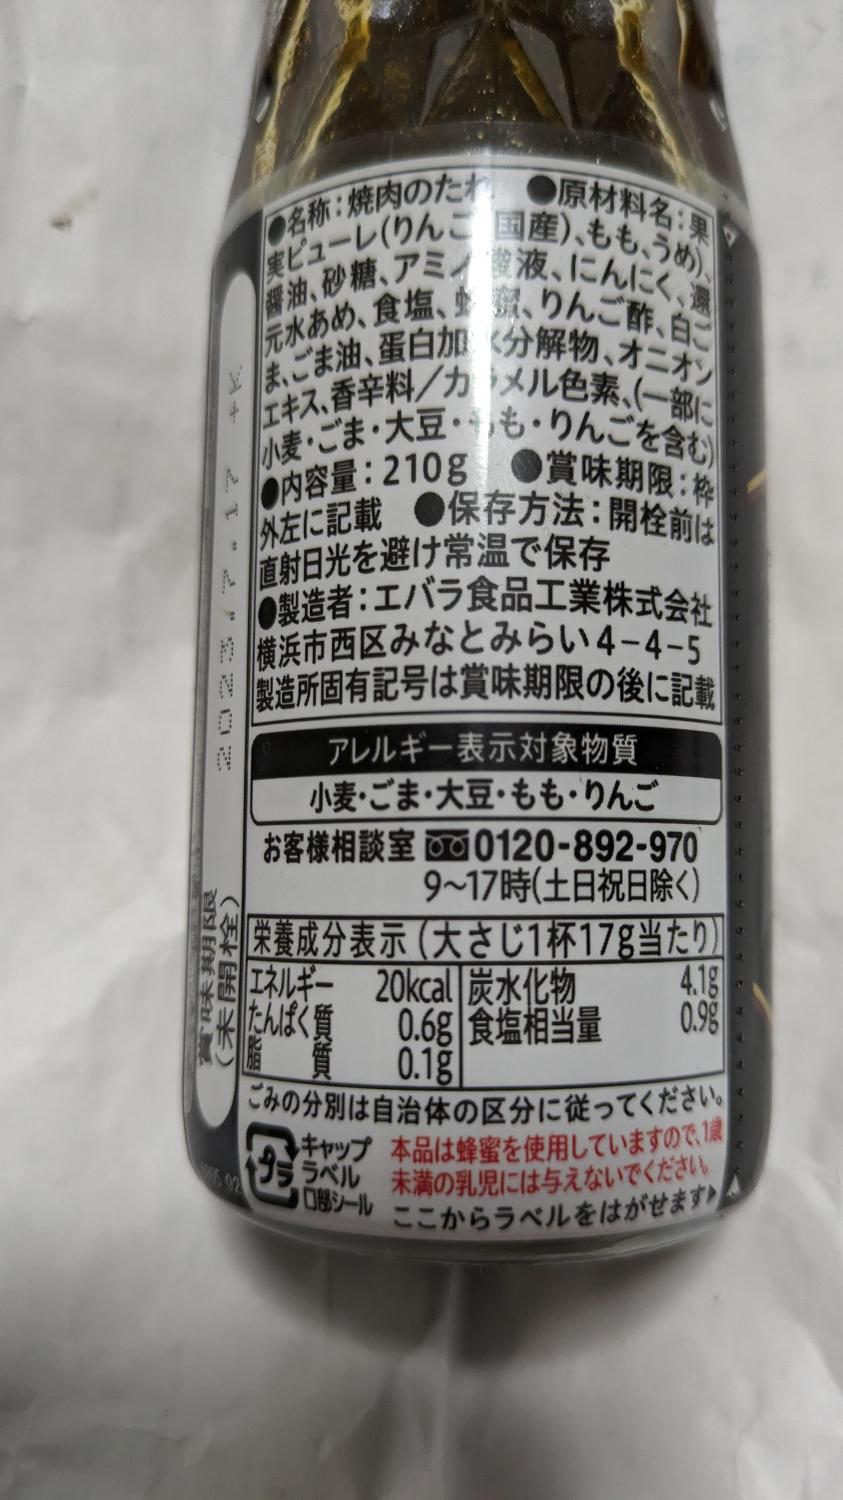 ●名称：焼肉のたれ　●原材料名：果
実ピューレ(りんご(国産)、もも、うめ)、
醤油、砂糖、アミノ酸液、にんにく、還
元水あめ、食塩、蜂蜜、りんご酢、白ご
ま、ごま油、蛋白加水分解物、オニオン
エキス、香辛料／カラメル色素、(一部に
小麦・ごま・大豆・もも・りんごを含む)
●内容量：210g　●賞味期限：枠
外左に記載　●保存方法：開栓前は
直射日光を避け常温で保存
●製造者：エバラ食品工業株式会社
横浜市西区みなとみらい4−4−5
製造所固有記号は賞味期限の後に記載
アレルギー表示対象物質
小麦・ごま・大豆・もも・りんご
お客様相談室 0120-892-970
9〜17時(土日祝日除く)
栄養成分表示(大さじ1杯17g当たり)
エネルギー 20kcal 炭水化物 4.1g
たんぱく質 0.6g 食塩相当量 0.9g
脂質 0.1g
ごみの分別は自治体の区分に従ってください。
プラ
キャップ
ラベル
口部シール
本品は蜂蜜を使用していますので、1歳
未満の乳児には与えないでください。
ここからラベルをはがせます▶
賞味期限
(未開栓)
2023.7.12